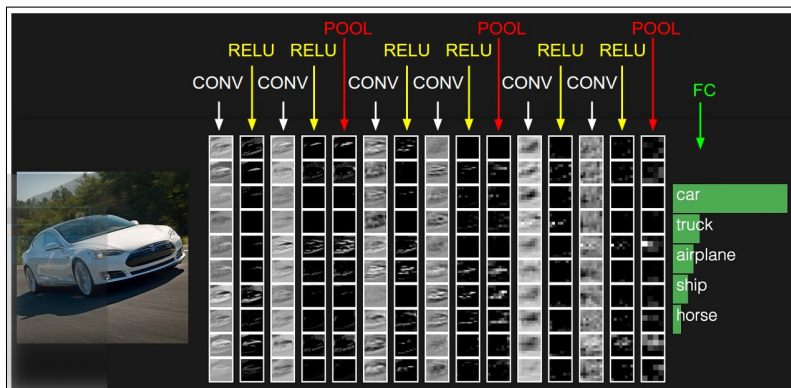 POOL POOL POOL
RELU RELU RELU RELU RELU RELU
CONV CONV CONV CONV CONV CONV FC
car
truck
airplane
ship
horse